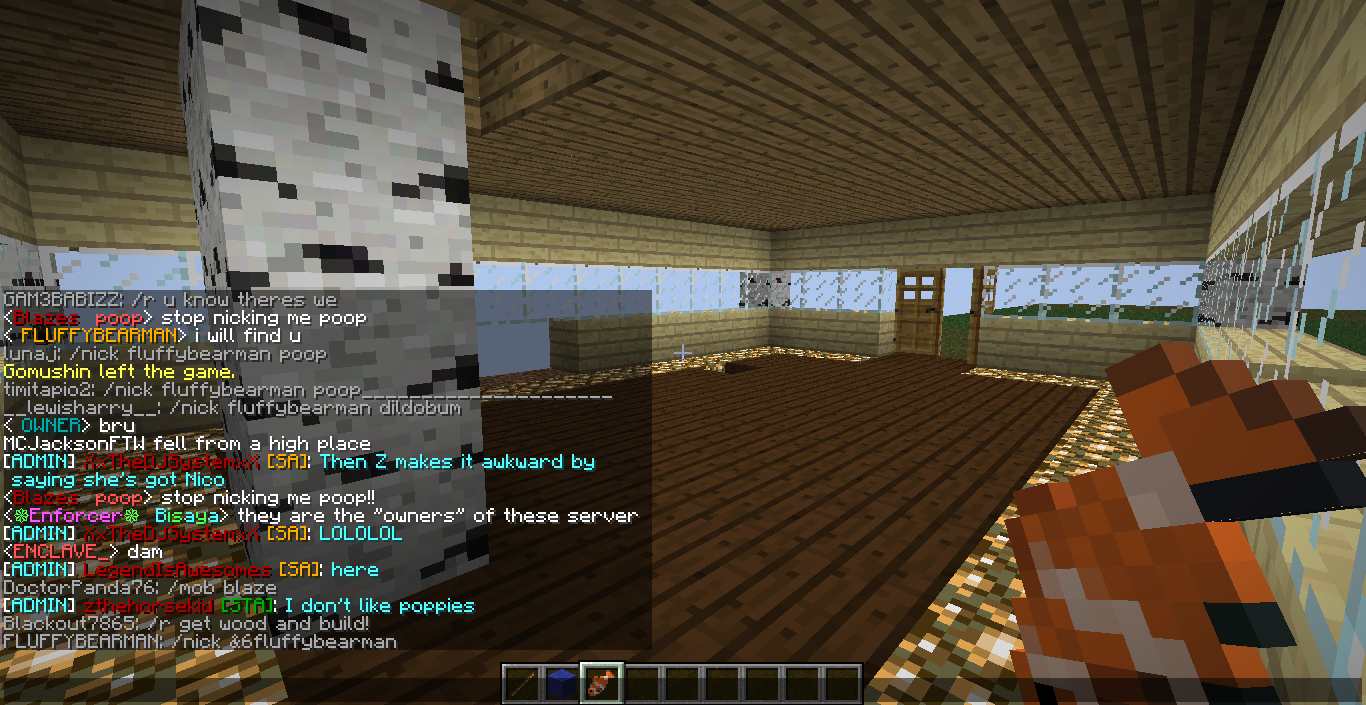 GAM3BABIZZ: /r u know theres we
<Blazes_poop> stop nicking me poop
< FLUFFYBEARMAN> i will find u
lunaj: /nick fluffybearman poop
Gomushin left the game.
timitapio2: /nick fluffybearman poop_______________________
__lewisharry__: /nick fluffybearman dildobum
< OWNER> bru
MCJacksonFTW fell from a high place
[ADMIN] XxTheDJSystemxX [SA]: Then Z makes it awkward by
saying she's got Nico
<Blazes_poop> stop nicking me poop!!
<❁Enforcer❁ Bisaya> they are the "owners" of these server
[ADMIN] XxTheDJSystemxX [SA]: LOLOLOL
<ENCLAVE_> dam
[ADMIN] LegendIsAwesomes [SA]: here
DoctorPanda76: /mob blaze
[ADMIN] zthehorsekid [STA]: I don't like poppies
Blackout7865: /r get wood and build!
FLUFFYBEARMAN: /nick &6fluffybearman